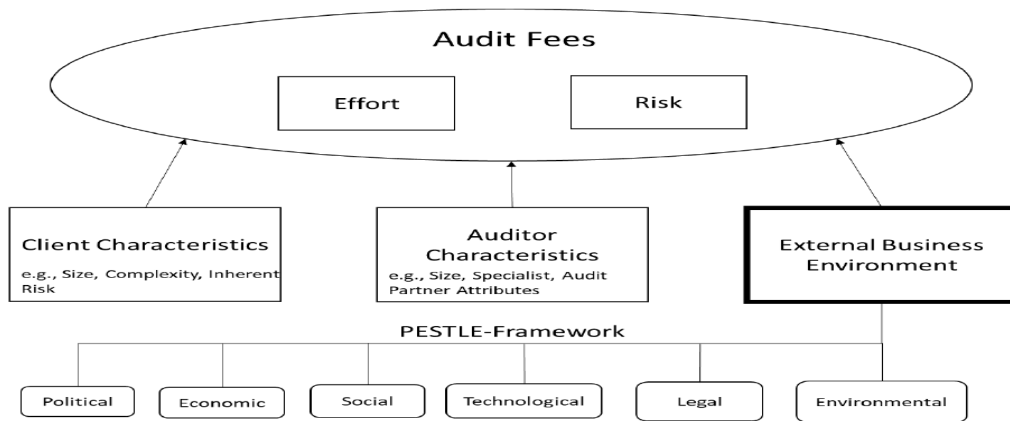 Audit Fees
Effort
Risk
Client Characteristics
e.g., Size, Complexity, Inherent
Risk
Auditor
Characteristics
e.g., Size, Specialist, Audit
Partner Attributes
External Business
Environment
PESTLE-Framework
Political
Economic
Social
Technological
Legal
Environmental